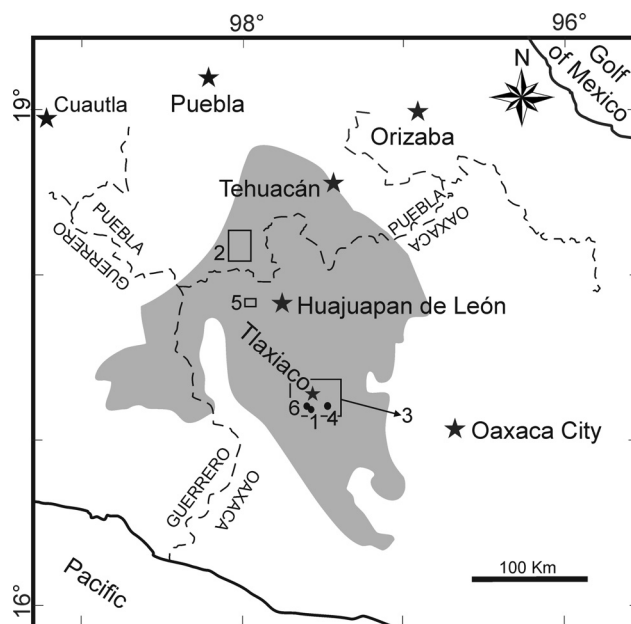 98°
96°
N
Golf
of Mexico
19°
Cuautla
Puebla
Orizaba
Tehuacán
PUEBLA
OAXACA
PUEBLA
GUERRERO
2
5
Huajuapan de León
Tlaxiaco
6
1
4
3
Oaxaca City
GUERRERO
OAXACA
100 Km
Pacific
16°